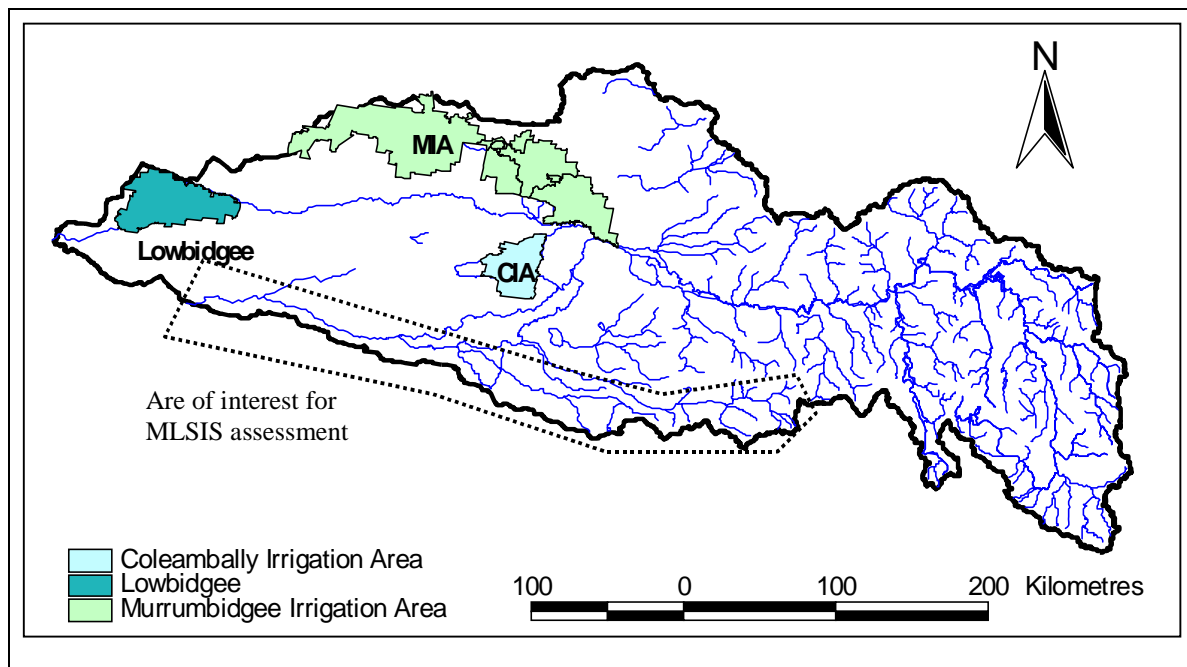 N
MIA
Lowbidgee
CIA
Are of interest for
MLSIS assessment
Coleambally Irrigation Area
Lowbidgee
Murrumbidgee Irrigation Area
100 0 100 200 Kilometres